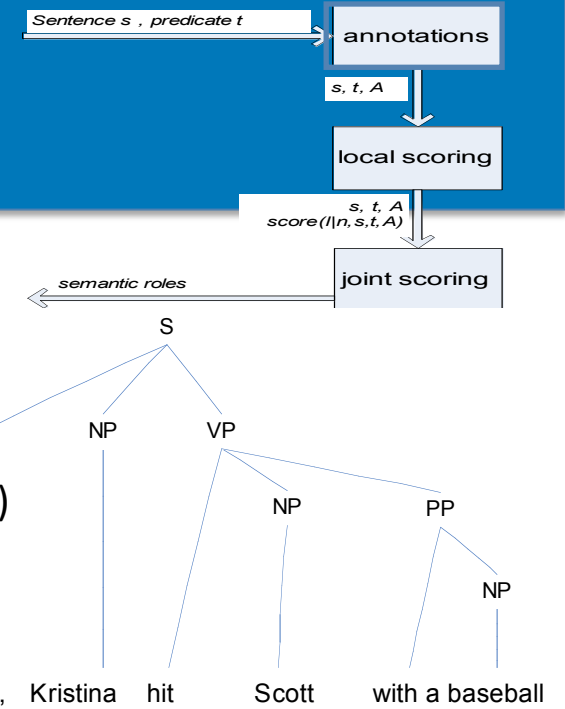 Sentence s , predicate t
annotations
s, t, A
local scoring
s, t, A
score(l|n,s,t,A)
joint scoring
semantic roles
S
NP VP
)
NP PP
NP
, Kristina hit Scott with a baseball